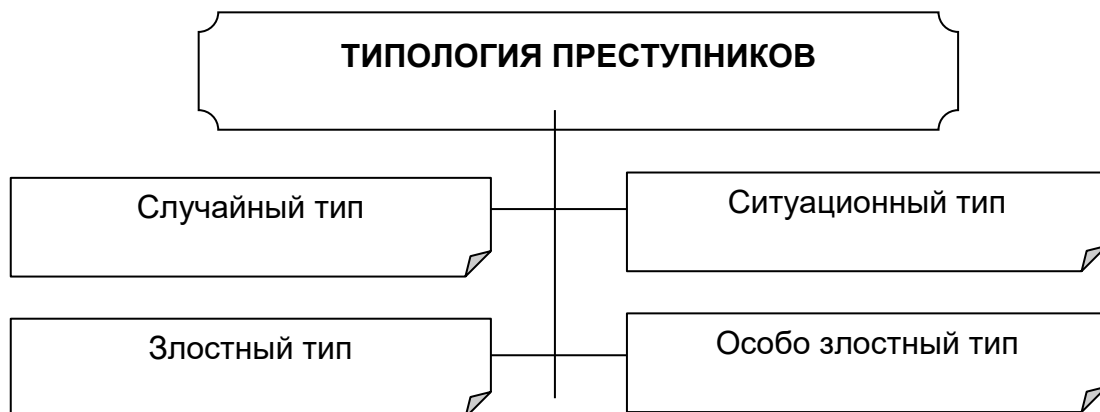 ТИПОЛОГИЯ ПРЕСТУПНИКОВ
Случайный тип
Ситуационный тип
Злостный тип
Особо злостный тип